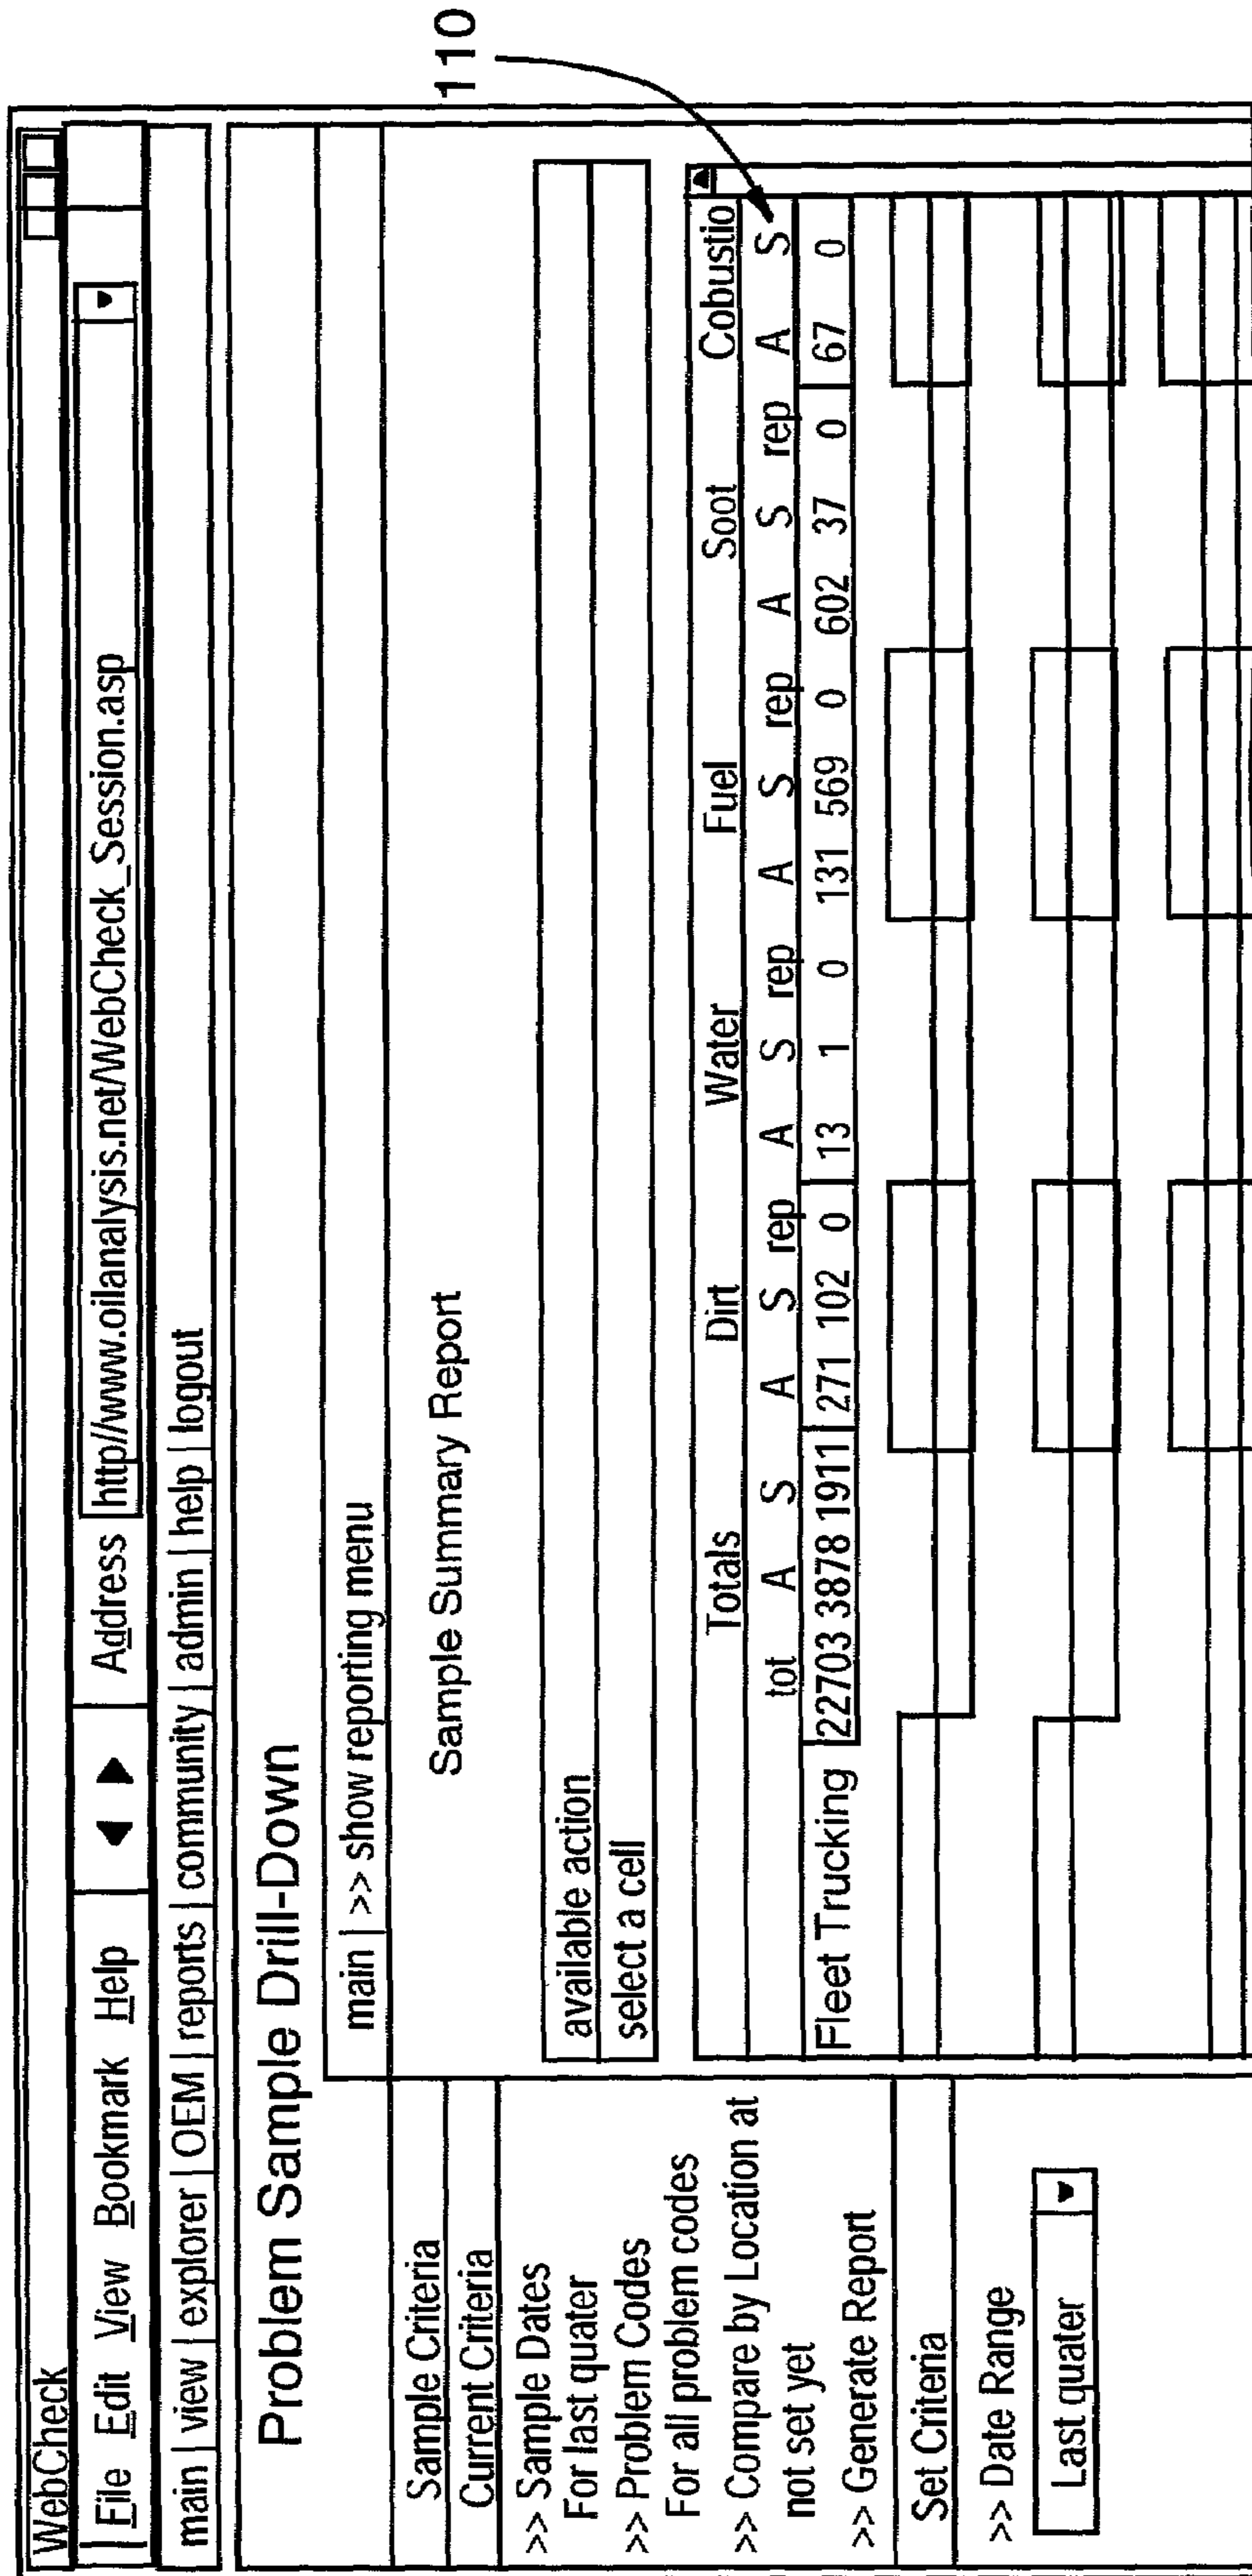 WebCheck
File Edit View Bookmark Help Address http//www.oilanalysis.net/WebCheck_Session.asp
main | view | explorer | OEM | reports | community | admin | help | logout
Problem Sample Drill-Down
main | >> show reporting menu
Sample Criteria
Current Criteria
>> Sample Dates
For last quater
>> Problem Codes
For all problem codes
>> Compare by Location at
not set yet
>> Generate Report
Set Criteria
>> Date Range
Last quater
Sample Summary Report
110
available action
select a cell
Totals Dirt Water Fuel Soot Cobustio
tot A S A S rep A S rep A S rep A S rep A S
Fleet Trucking 22703 3878 1911 271 102 0 13 1 0 131 569 0 602 37 0 67 0